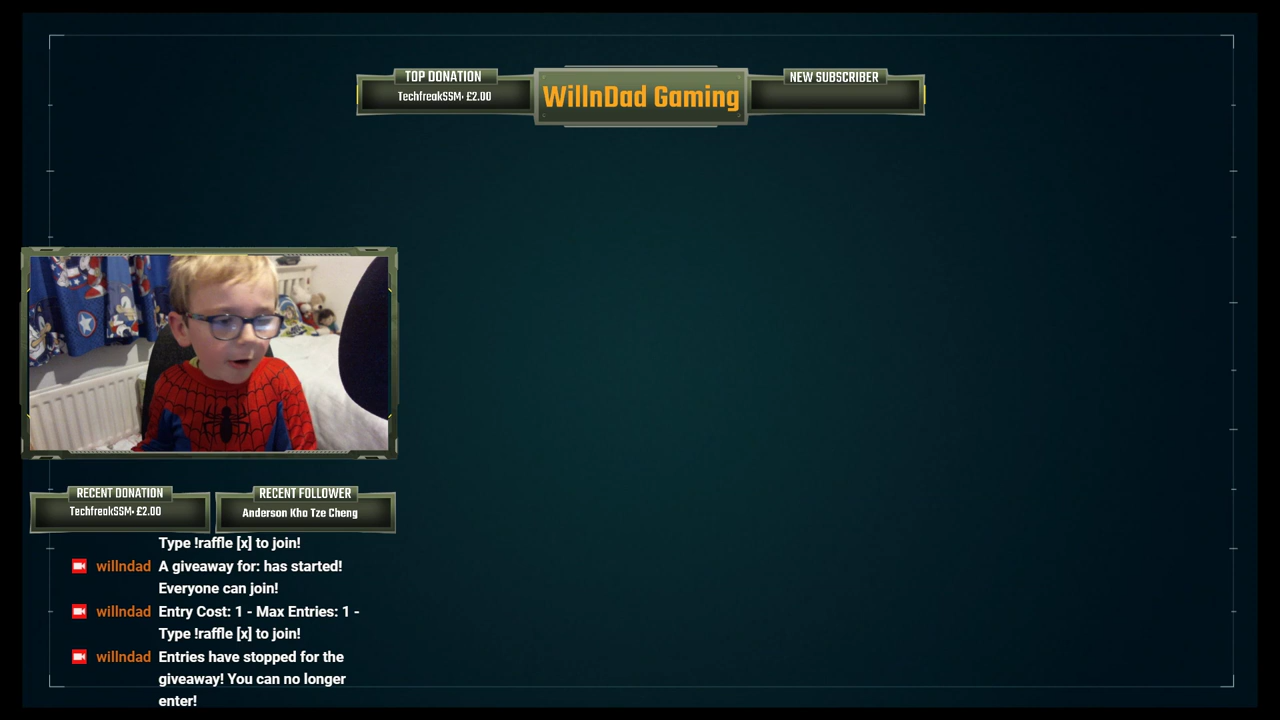 TOP DONATION
TechfreakSSM· £2.00
WillnDad Gaming
NEW SUBSCRIBER
RECENT DONATION
TechfreakSSM· £2.00
RECENT FOLLOWER
Anderson Kho Tze Cheng
Type !raffle [x] to join!
willndad A giveaway for: has started!
Everyone can join!
willndad Entry Cost: 1 - Max Entries: 1 -
Type !raffle [x] to join!
willndad Entries have stopped for the
giveaway! You can no longer
enter!